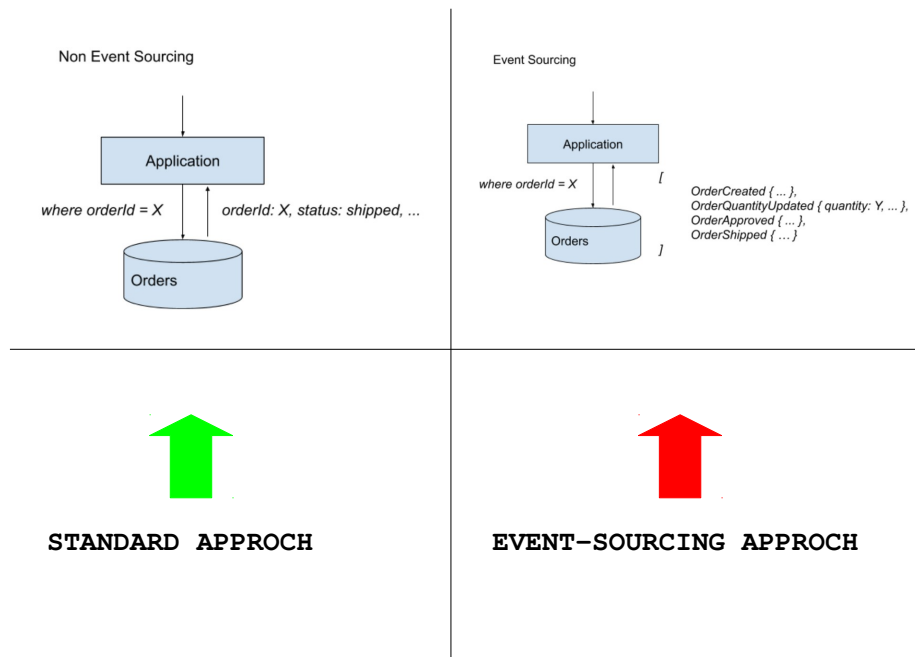 Non Event Sourcing
Application
where orderId = X
orderId: X, status: shipped, ...
Orders
Event Sourcing
Application
where orderId = X
[
OrderCreated { ... },
OrderQuantityUpdated { quantity: Y, ... },
OrderApproved { ... },
OrderShipped { ... }
]
Orders
STANDARD APPROCH
EVENT-SOURCING APPROCH